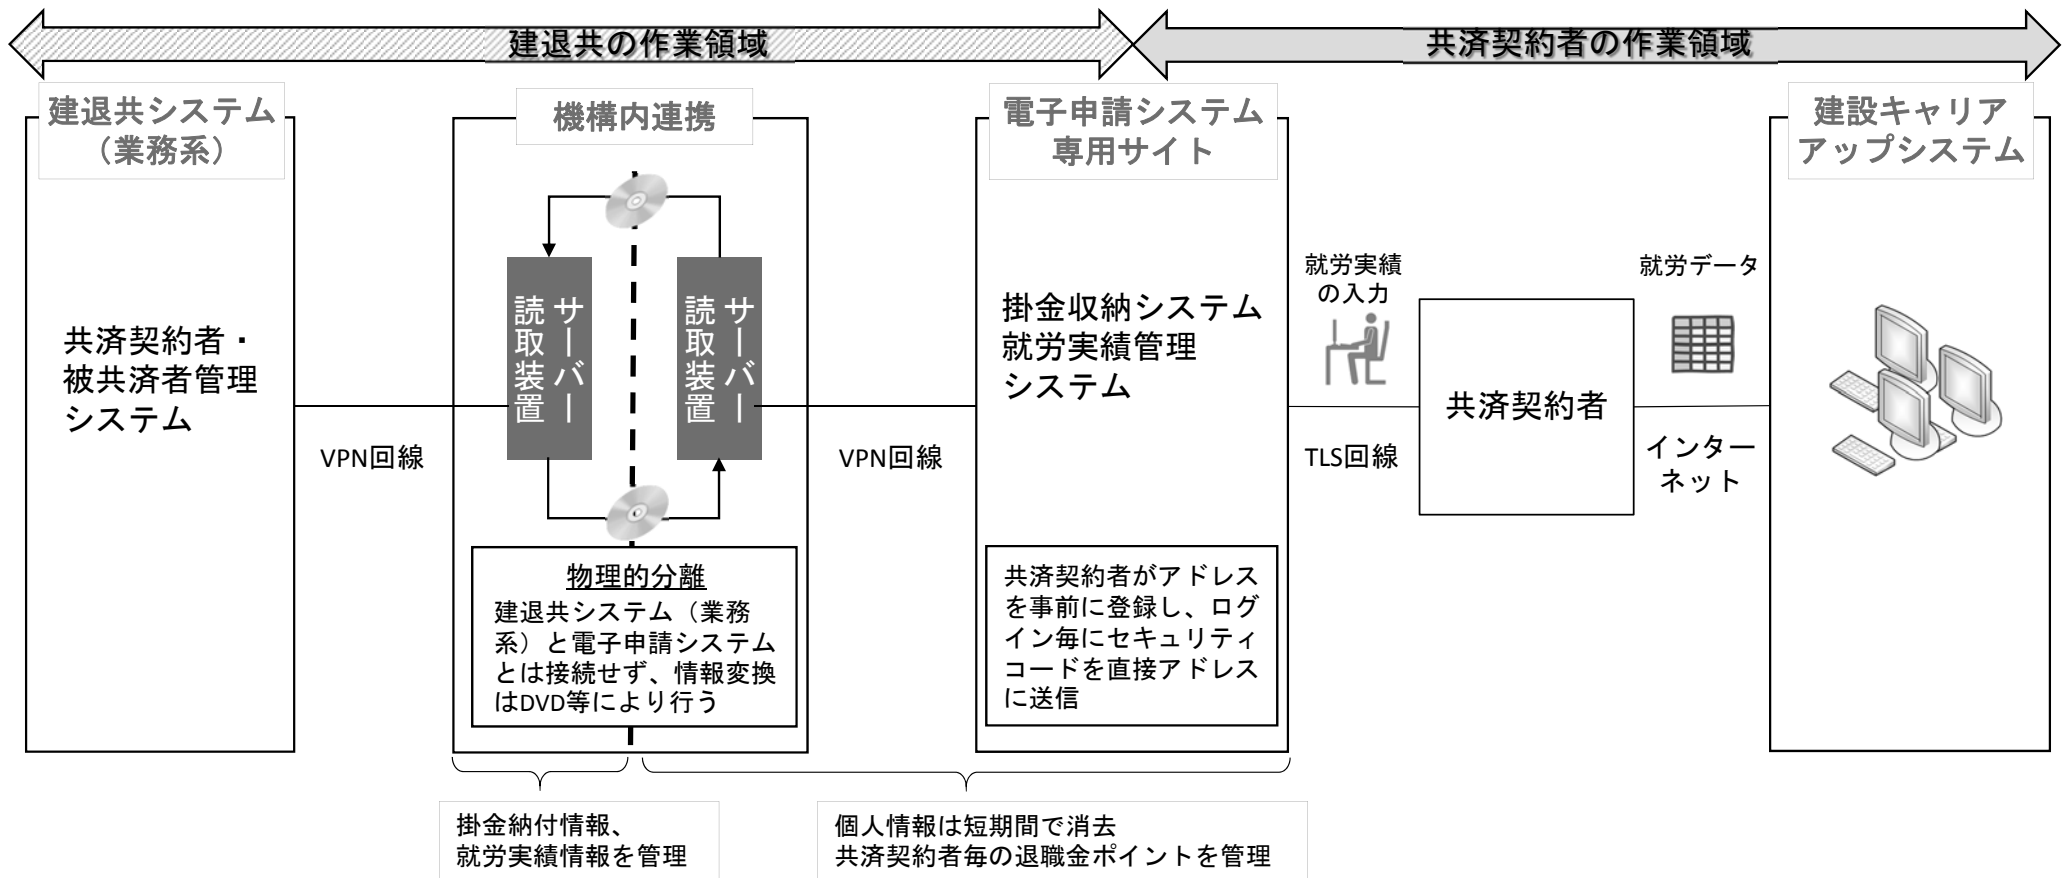 建退共の作業領域
共済契約者の作業領域
建退共システム
（業務系）
機構内連携
電子申請システム
専用サイト
建設キャリア
アップシステム
共済契約者・
被共済者管理
システム
VPN回線
サーバー
読取装置
サーバー
読取装置
物理的分離
建退共システム（業務
系）と電子申請システム
とは接続せず、情報変換
はDVD等により行う
VPN回線
掛金収納システム
就労実績管理
システム
共済契約者がアドレス
を事前に登録し、ログ
イン毎にセキュリティ
コードを直接アドレス
に送信
就労実績
の入力
TLS回線
共済契約者
就労データ
インター
ネット
掛金納付情報、
就労実績情報を管理
個人情報は短期間で消去
共済契約者毎の退職金ポイントを管理